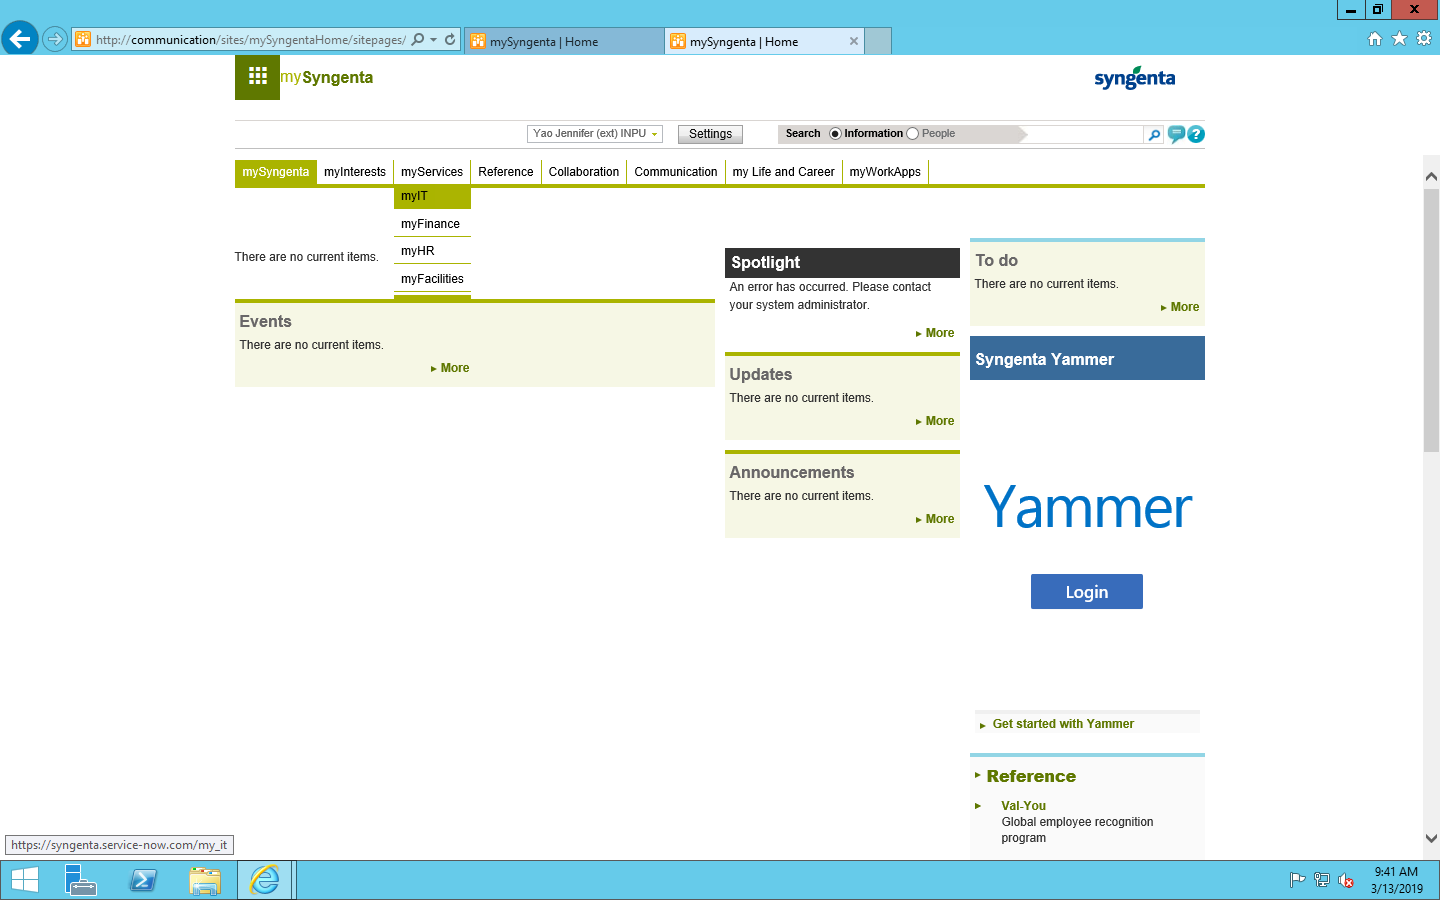 http://communication/sites/mySyngentaHome/sitepages/
mySyngenta | Home
mySyngenta | Home
mySyngenta
syngenta
Yao Jennifer (ext) INPU
Settings
Search
Information
People
mySyngenta
myInterests
myServices
Reference
Collaboration
Communication
my Life and Career
myWorkApps
myIT
myFinance
myHR
myFacilities
There are no current items.
Events
There are no current items.
More
Spotlight
An error has occurred. Please contact
your system administrator.
More
Updates
There are no current items.
More
Announcements
There are no current items.
More
To do
There are no current items.
More
Syngenta Yammer
Yammer
Login
Get started with Yammer
Reference
Val-You
Global employee recognition
program
https://syngenta.service-now.com/my_it
9:41 AM
3/13/2019